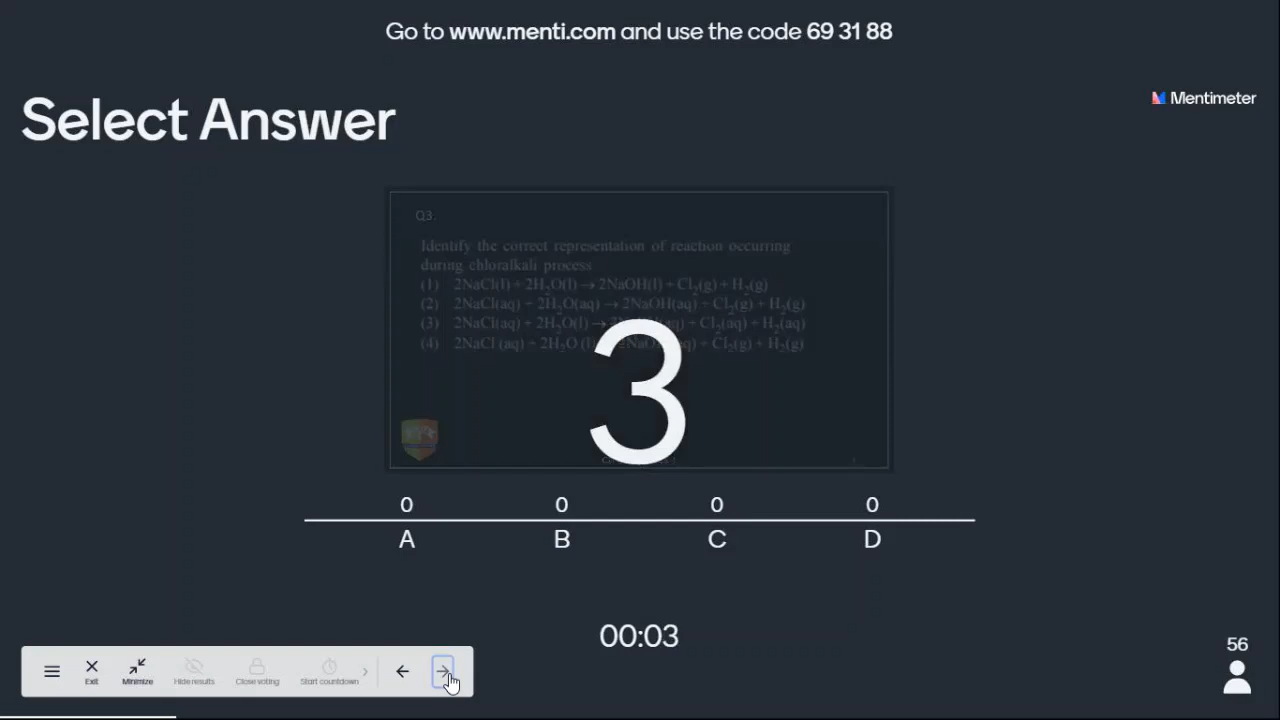 Go to www.menti.com and use the code 69 31 88
Mentimeter
Select Answer
Q3.
Identify the correct representation of reaction occurring
during chloralkali process
(1) 2NaCl(l) + 2H₂O(l) → 2NaOH(l) + Cl₂(g) + H₂(g)
(2) 2NaCl(aq) + 2H₂O(aq) → 2NaOH(aq) + Cl₂(g) + H₂(g)
(3) 2NaCl(aq) + 2H₂O(l) → aq) + Cl₂(aq) + H₂(aq)
(4) 2NaCl (aq) + 2H₂O (l) 2NaO aq) + Cl₂(g) + H₂(g)
3
0 0 0 0
A B C D
00:03
56
Exit Minimize Hide results Close voting Start countdown